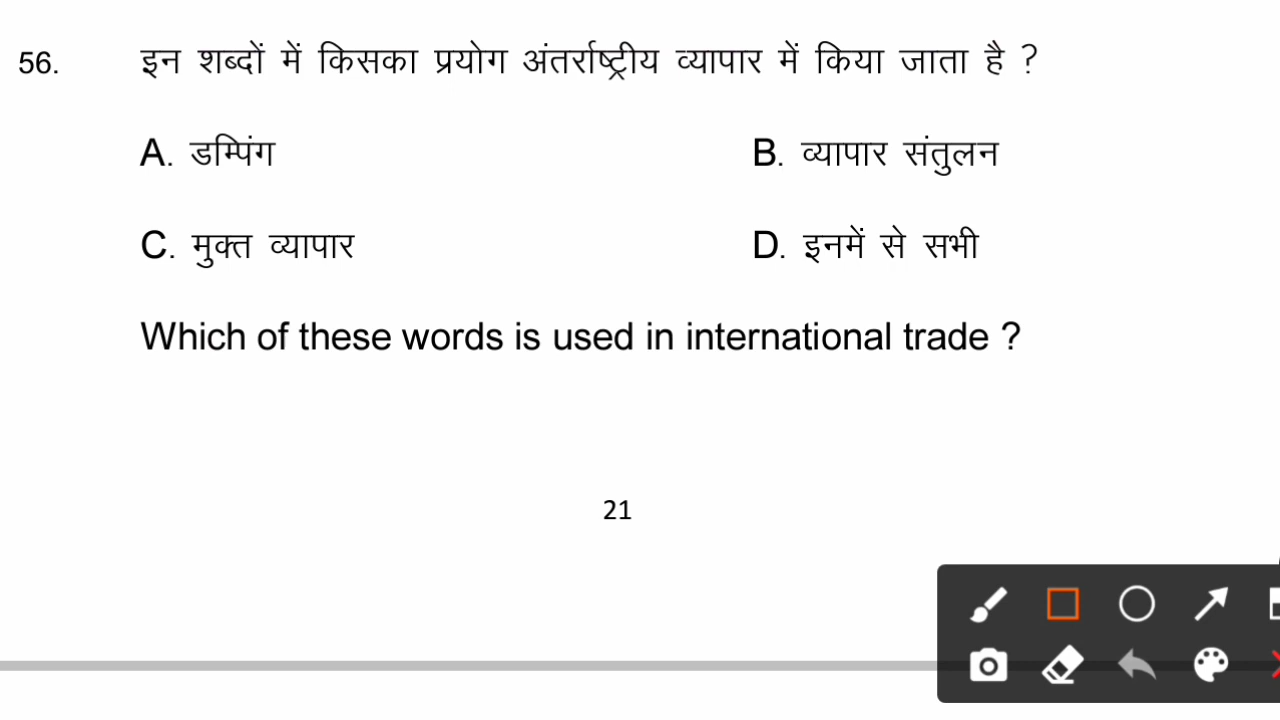 56. इन शब्दों में किसका प्रयोग अंतर्राष्ट्रीय व्यापार में किया जाता है ?
A. डम्पिंग B. व्यापार संतुलन
C. मुक्त व्यापार D. इनमें से सभी
Which of these words is used in international trade ?
21